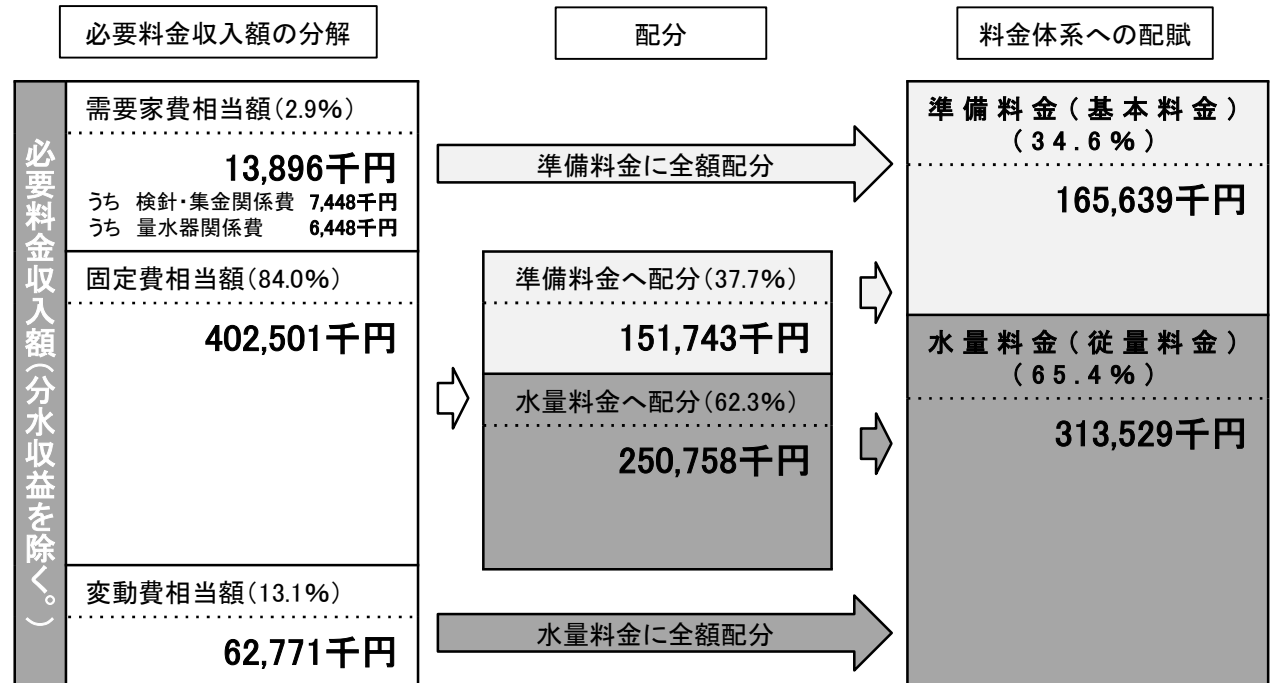 必要料金収入額の分解
配分
料金体系への配賦
必要料金収入額(分水収益を除く。)
需要家費相当額(2.9%)
13,896千円
うち 検針・集金関係費 7,448千円
うち 量水器関係費 6,448千円
準備料金に全額配分
準備料金(基本料金)
(34.6%)
165,639千円
固定費相当額(84.0%)
402,501千円
準備料金へ配分(37.7%)
151,743千円
水量料金へ配分(62.3%)
250,758千円
水量料金(従量料金)
(65.4%)
313,529千円
変動費相当額(13.1%)
62,771千円
水量料金に全額配分